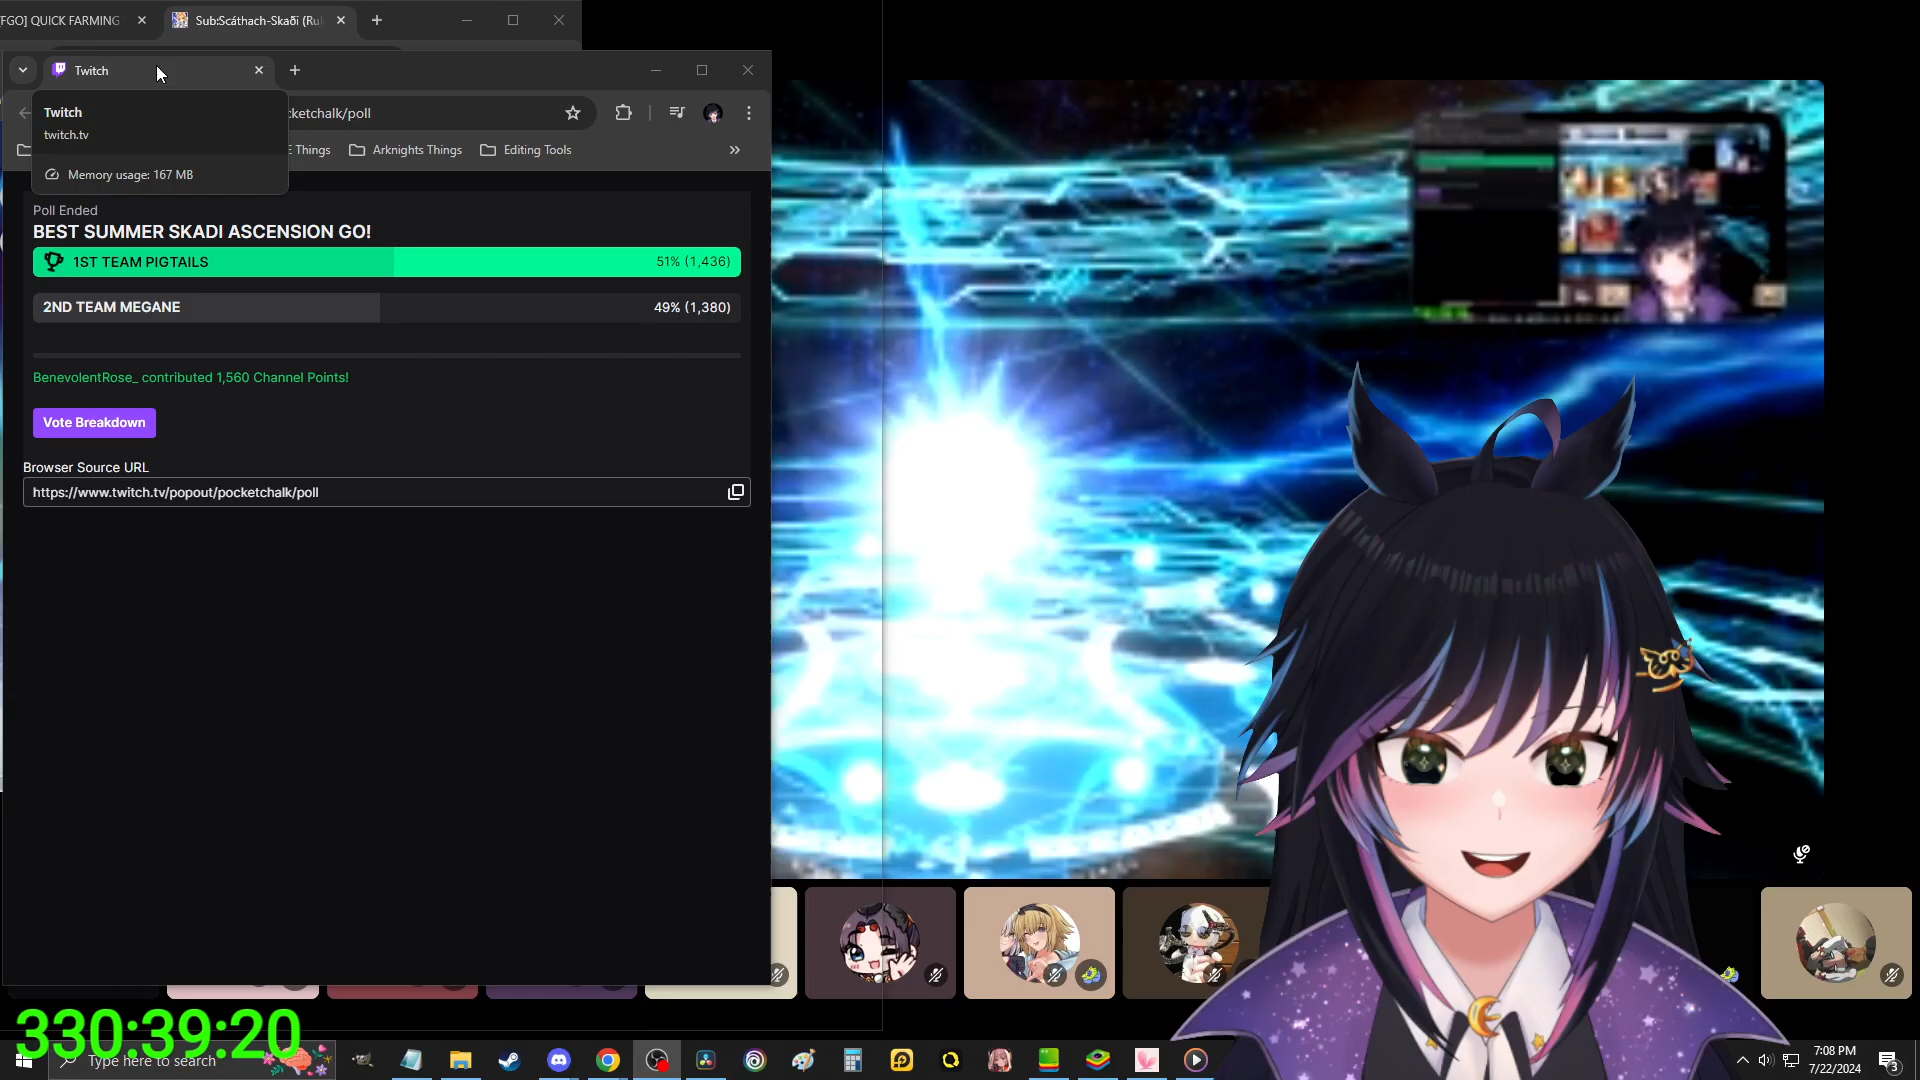 [FGO] QUICK FARMING
Sub:Scáthach-Skaði (Rul
Twitch
Twitch
twitch.tv
Memory usage: 167 MB
cketchalk/poll
E Things
Arknights Things
Editing Tools
Poll Ended
BEST SUMMER SKADI ASCENSION GO!
1ST TEAM PIGTAILS
51% (1,436)
2ND TEAM MEGANE
49% (1,380)
BenevolentRose_ contributed 1,560 Channel Points!
Vote Breakdown
Browser Source URL
https://www.twitch.tv/popout/pocketchalk/poll
330:39:20
Type here to search
7:08 PM
7/22/2024
3